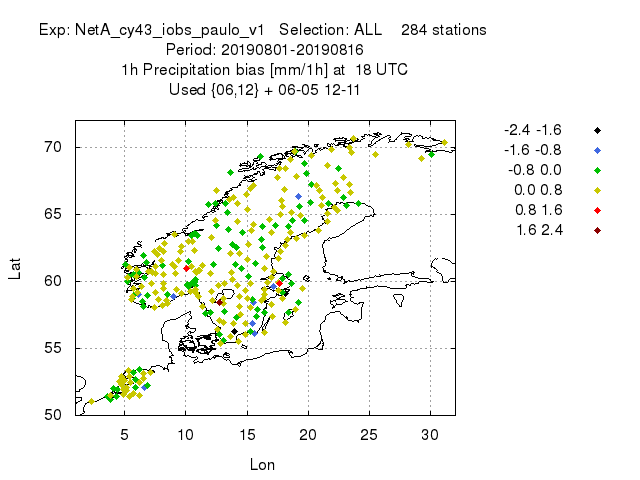 Exp: NetA_cy43_iobs_paulo_v1 Selection: ALL 284 stations
Period: 20190801-20190816
1h Precipitation bias [mm/1h] at 18 UTC
Used {06,12} + 06-05 12-11
-2.4 -1.6
-1.6 -0.8
-0.8 0.0
0.0 0.8
0.8 1.6
1.6 2.4
70
65
60
55
50
Lat
5 10 15 20 25 30
Lon